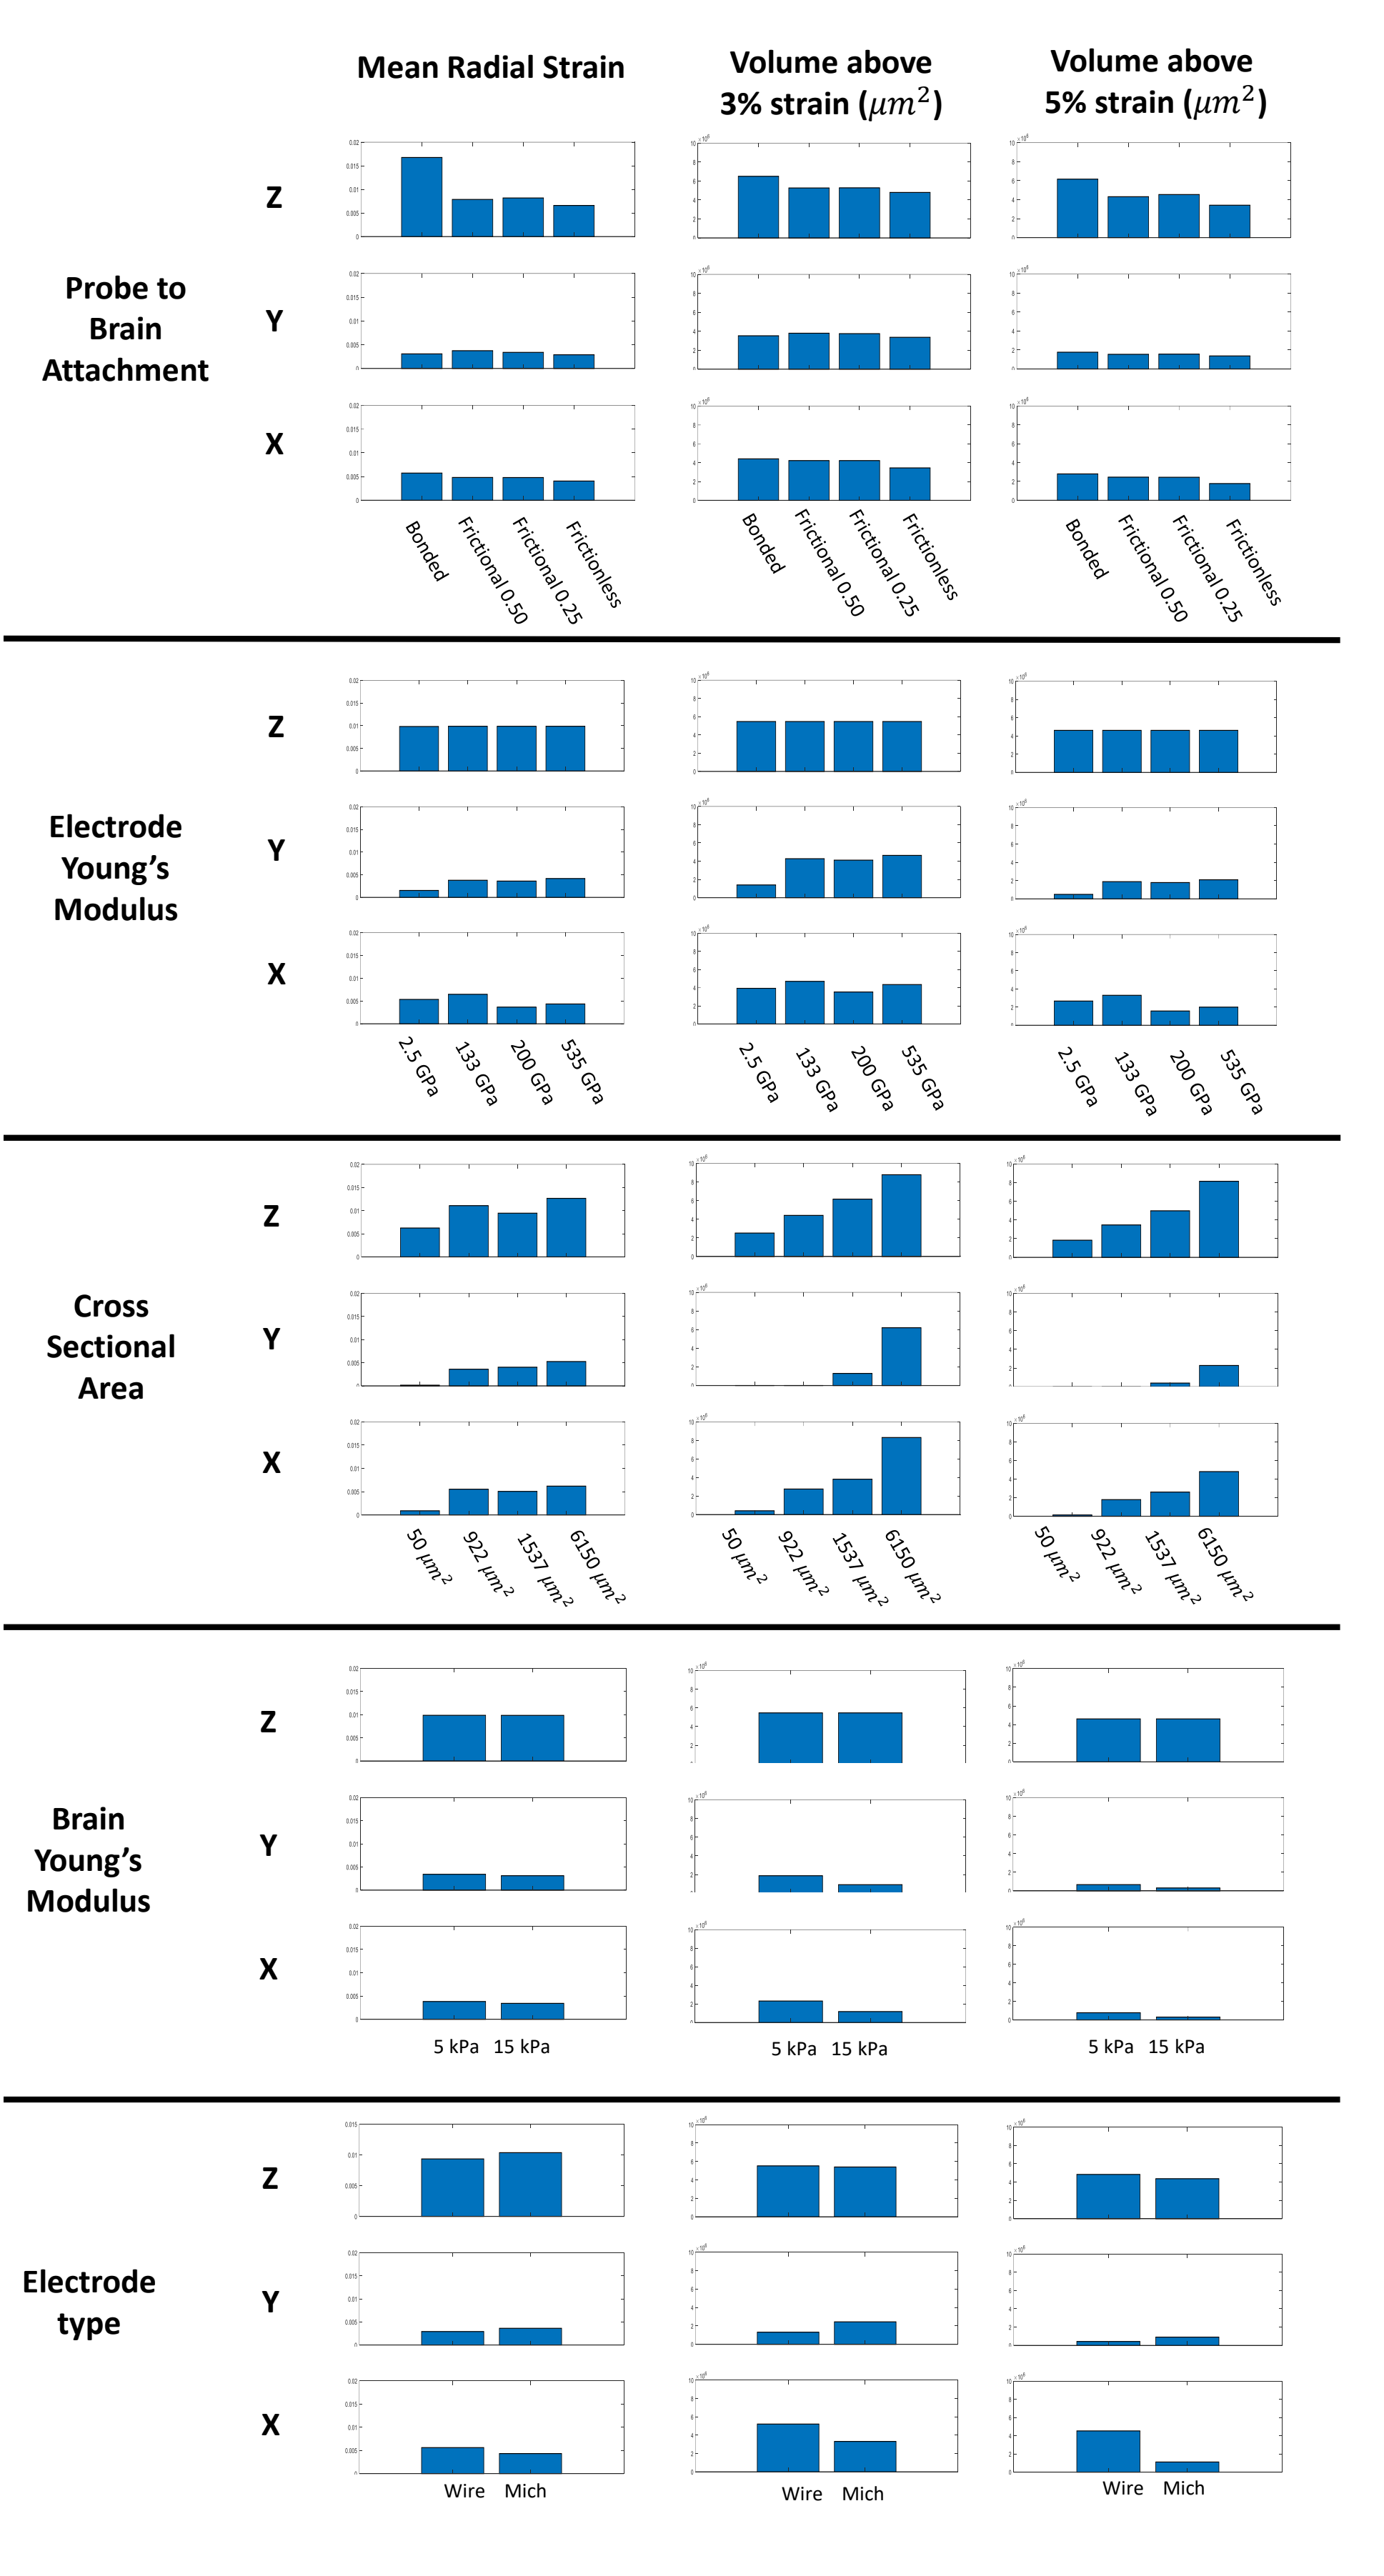 Mean Radial Strain
Volume above
3% strain (μm²)
Volume above
5% strain (μm²)
Probe to
Brain
Attachment
Z
Y
X
Bonded
Frictional 0.50
Frictional 0.25
Frictionless
Bonded
Frictional 0.50
Frictional 0.25
Frictionless
Bonded
Frictional 0.50
Frictional 0.25
Frictionless
Electrode
Young’s
Modulus
Z
Y
X
2.5 GPa
133 GPa
200 GPa
535 GPa
2.5 GPa
133 GPa
200 GPa
535 GPa
2.5 GPa
133 GPa
200 GPa
535 GPa
Cross
Sectional
Area
Z
Y
X
50 μm²
922 μm²
1537 μm²
6150 μm²
50 μm²
922 μm²
1537 μm²
6150 μm²
50 μm²
922 μm²
1537 μm²
6150 μm²
Brain
Young’s
Modulus
Z
Y
X
5 kPa 15 kPa
5 kPa 15 kPa
5 kPa 15 kPa
Electrode
type
Z
Y
X
Wire Mich
Wire Mich
Wire Mich